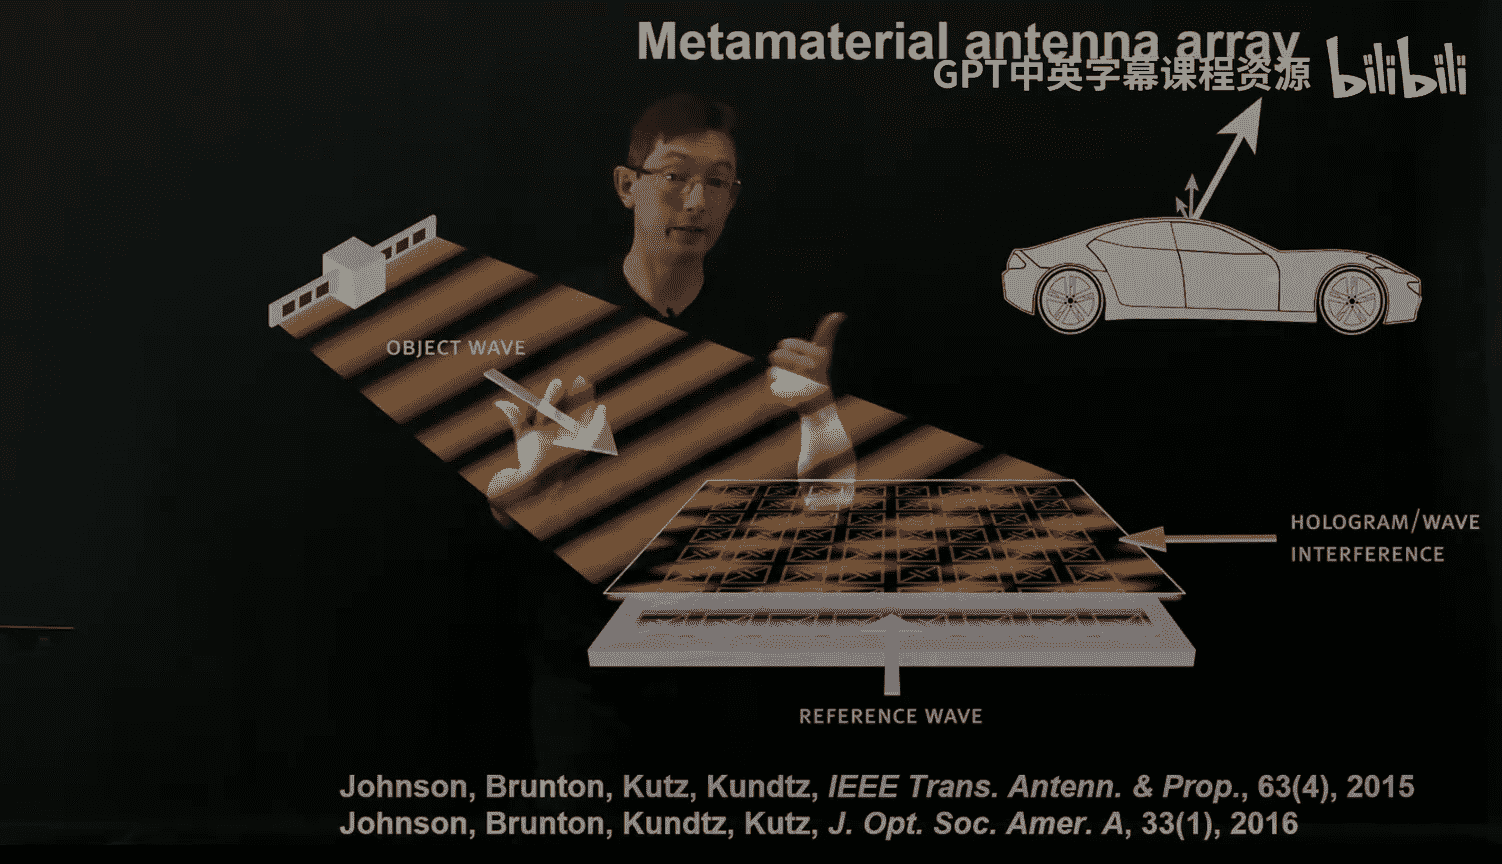 Metamaterial antenna array
GPT中英字幕课程资源 bilibili
OBJECT WAVE
HOLOGRAM/WAVE
INTERFERENCE
REFERENCE WAVE
Johnson, Brunton, Kutz, Kundtz, IEEE Trans. Antenn. & Prop., 63(4), 2015
Johnson, Brunton, Kundtz, Kutz, J. Opt. Soc. Amer. A, 33(1), 2016